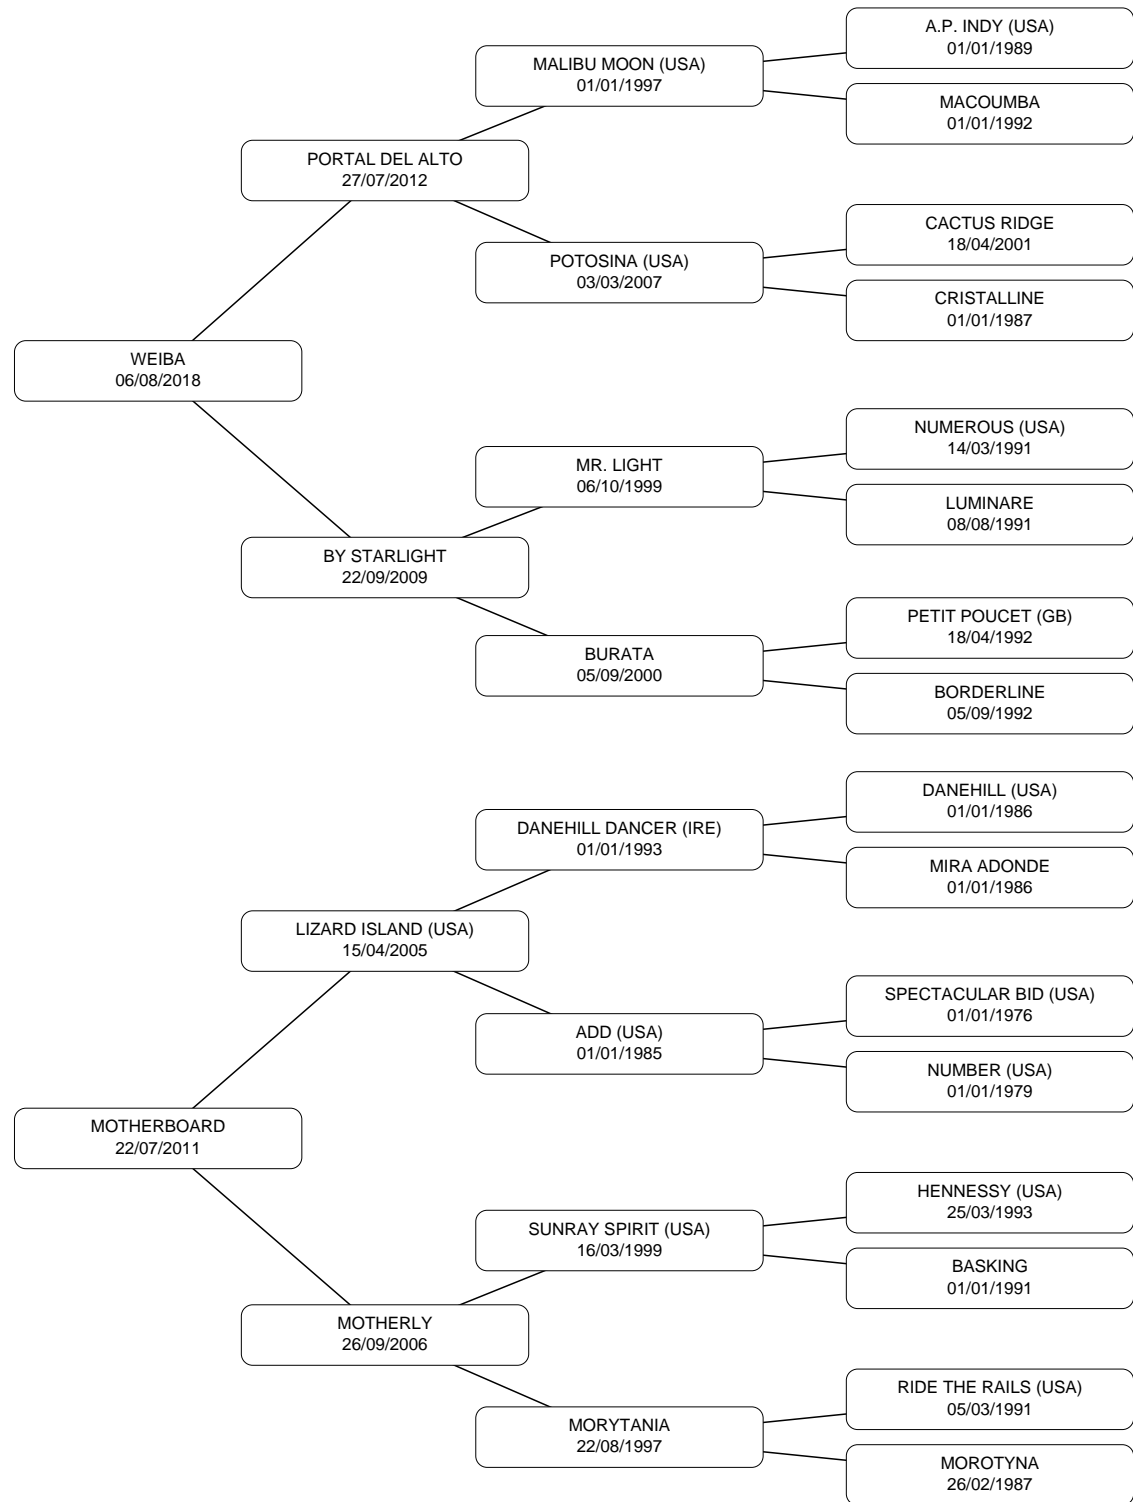 A.P. INDY (USA)
01/01/1989
MALIBU MOON (USA)
01/01/1997
MACOUMBA
01/01/1992
PORTAL DEL ALTO
27/07/2012
CACTUS RIDGE
18/04/2001
POTOSINA (USA)
03/03/2007
CRISTALLINE
01/01/1987
WEIBA
06/08/2018
NUMEROUS (USA)
14/03/1991
MR. LIGHT
06/10/1999
LUMINARE
08/08/1991
BY STARLIGHT
22/09/2009
PETIT POUCET (GB)
18/04/1992
BURATA
05/09/2000
BORDERLINE
05/09/1992
DANEHILL (USA)
01/01/1986
DANEHILL DANCER (IRE)
01/01/1993
MIRA ADONDE
01/01/1986
LIZARD ISLAND (USA)
15/04/2005
SPECTACULAR BID (USA)
01/01/1976
ADD (USA)
01/01/1985
NUMBER (USA)
01/01/1979
MOTHERBOARD
22/07/2011
HENNESSY (USA)
25/03/1993
SUNRAY SPIRIT (USA)
16/03/1999
BASKING
01/01/1991
MOTHERLY
26/09/2006
RIDE THE RAILS (USA)
05/03/1991
MORYTANIA
22/08/1997
MOROTYNA
26/02/1987